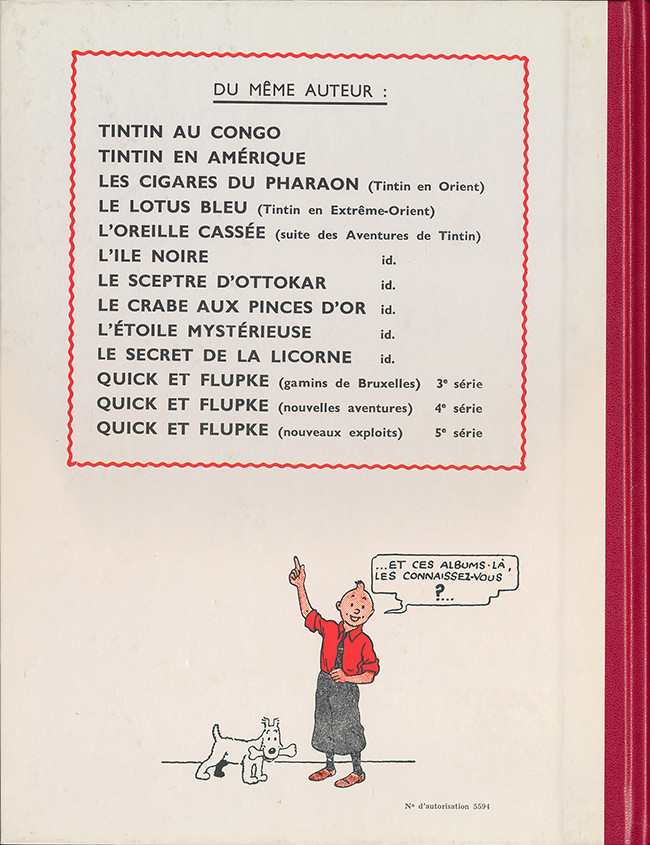 DU MÊME AUTEUR :
TINTIN AU CONGO
TINTIN EN AMÉRIQUE
LES CIGARES DU PHARAON (Tintin en Orient)
LE LOTUS BLEU (Tintin en Extrême-Orient)
L'OREILLE CASSÉE (suite des Aventures de Tintin)
L'ILE NOIRE id.
LE SCEPTRE D'OTTOKAR id.
LE CRABE AUX PINCES D'OR id.
L'ÉTOILE MYSTÉRIEUSE id.
LE SECRET DE LA LICORNE id.
QUICK ET FLUPKE (gamins de Bruxelles) 3e série
QUICK ET FLUPKE (nouvelles aventures) 4e série
QUICK ET FLUPKE (nouveaux exploits) 5e série
...ET CES ALBUMS-LÀ,
LES CONNAISSEZ-VOUS
?...
No d'autorisation 5594